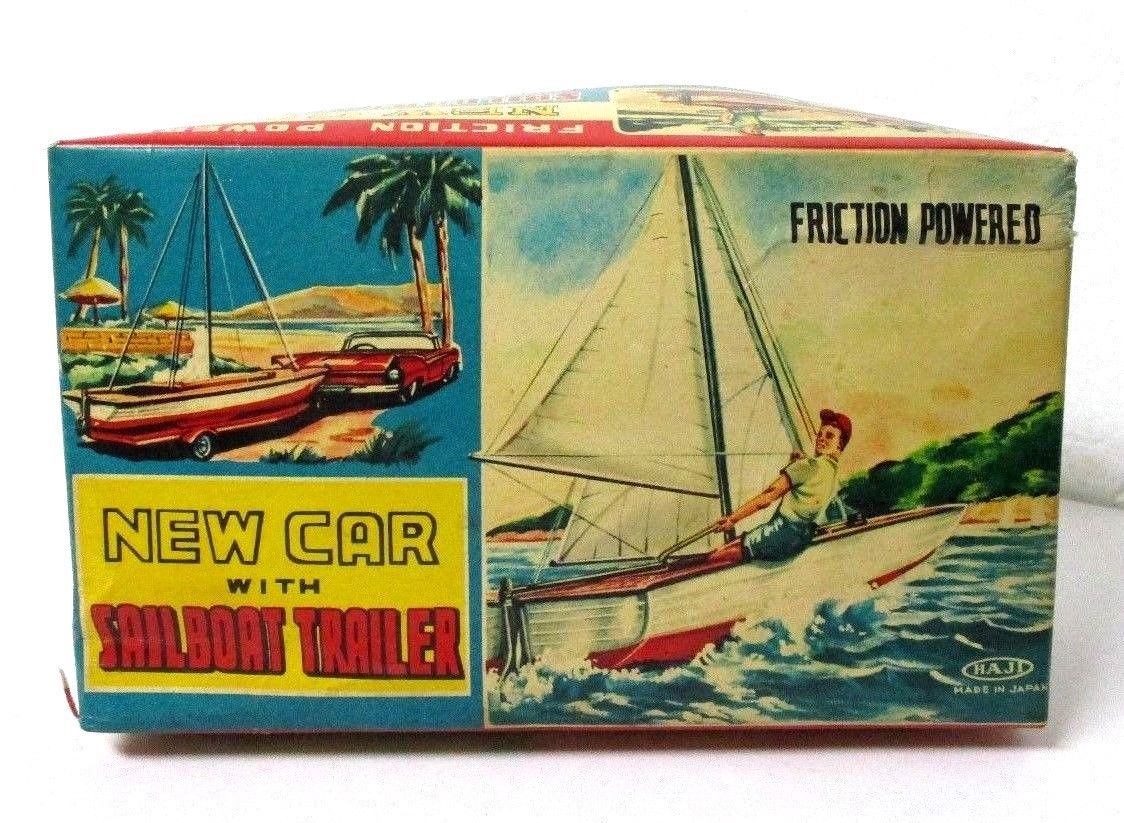 FRICTION POWERED
FRICTION POWERED
NEW CAR
WITH
SAILBOAT TRAILER
HAJI
MADE IN JAPAN